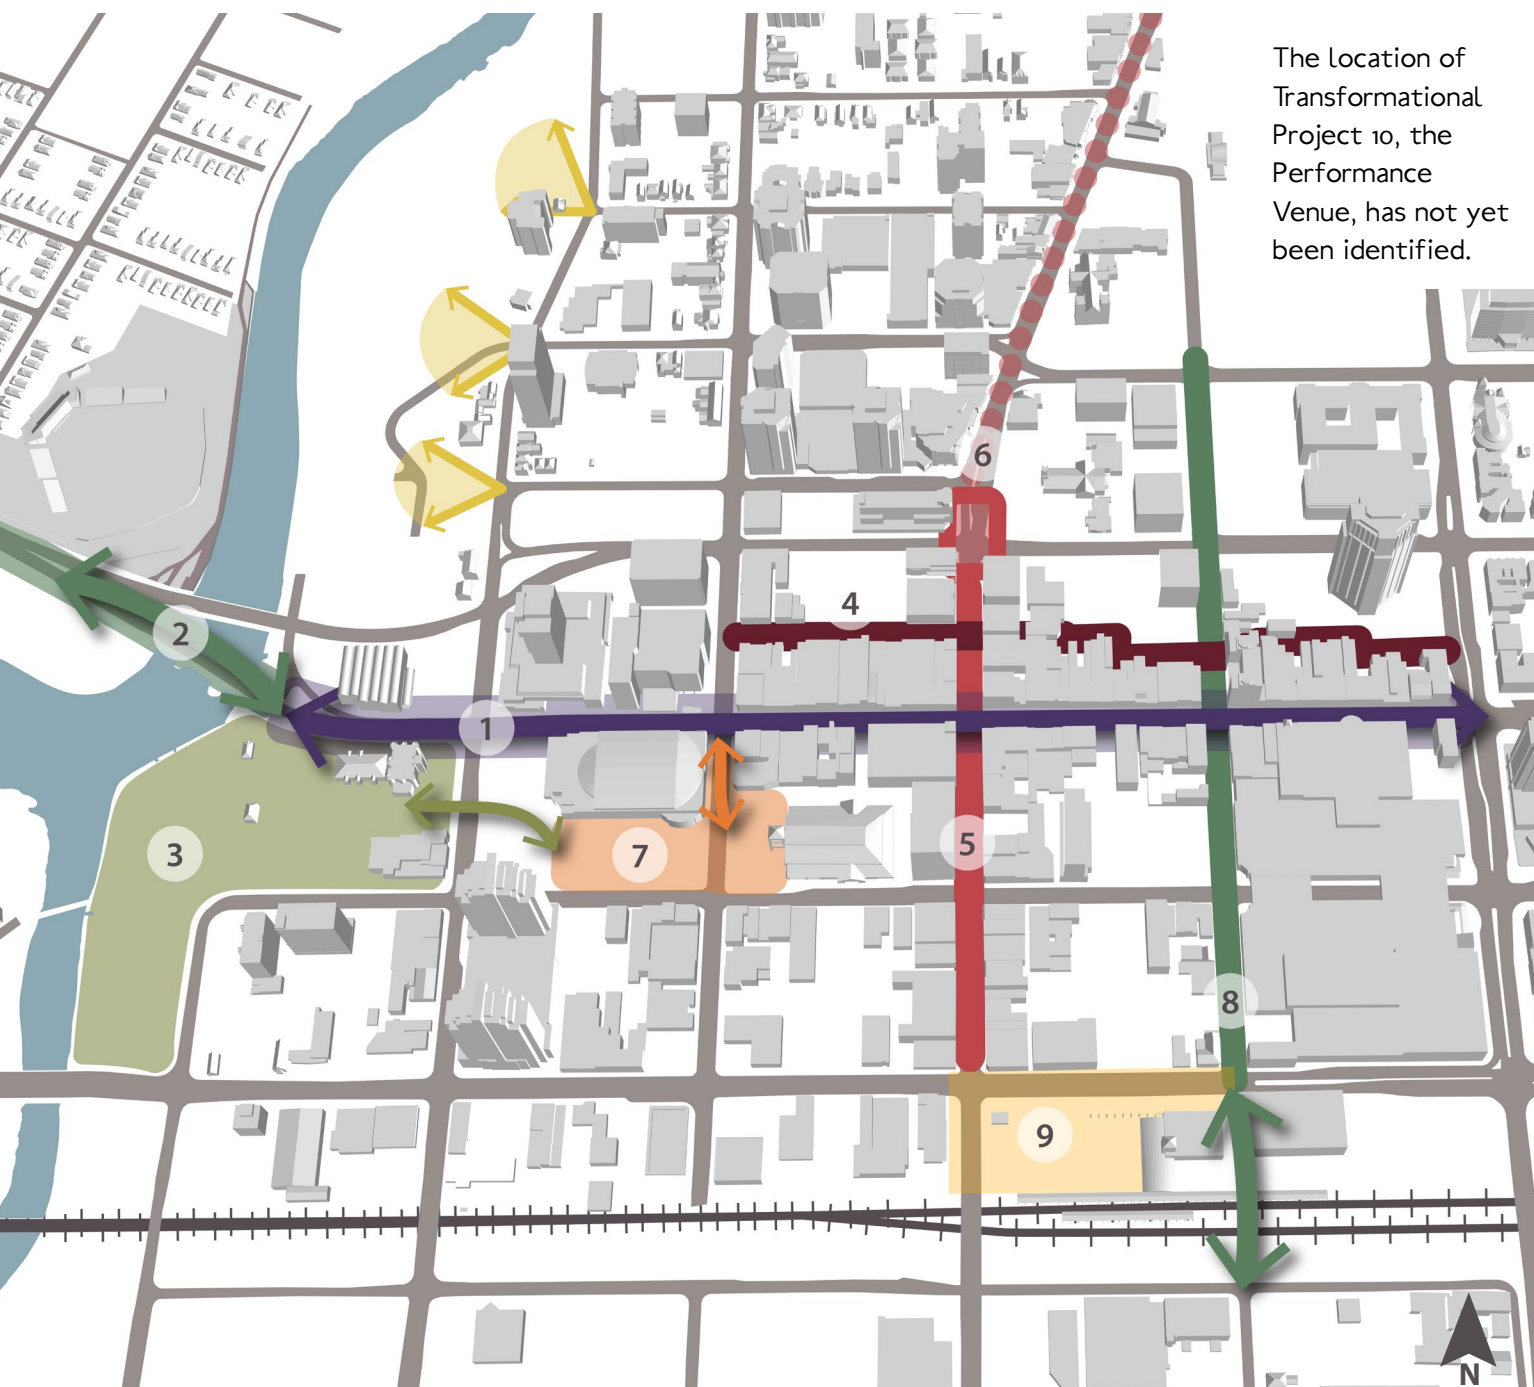 The location of
Transformational
Project 10, the
Performance
Venue, has not yet
been identified.
6
4
2
1
5
3
7
8
9
N